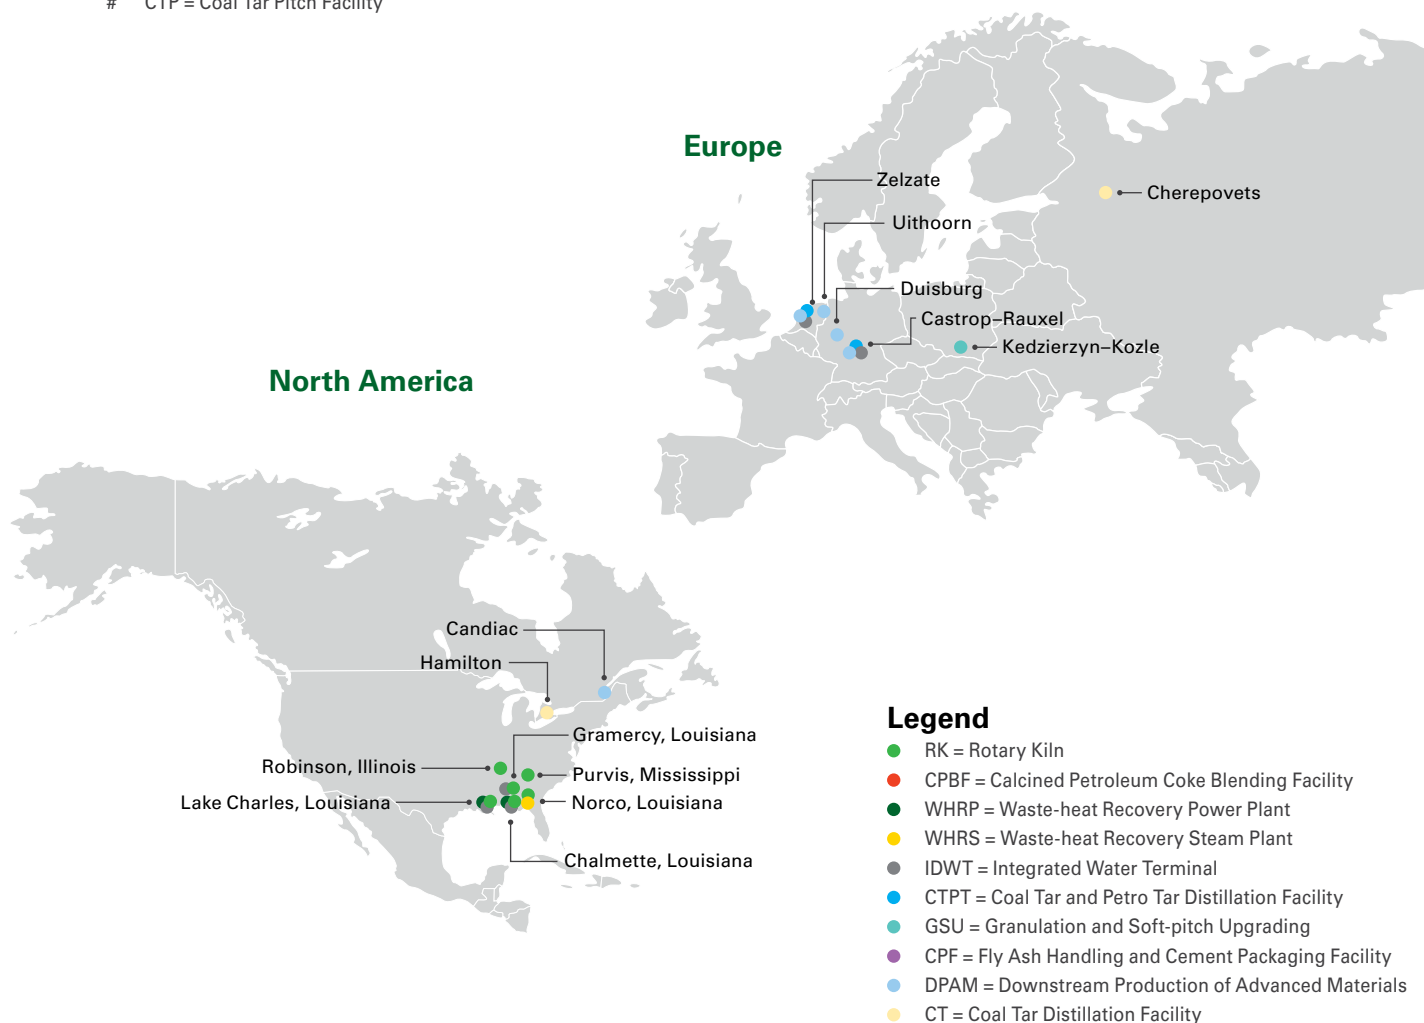 # CTP = Coal Tar Pitch Facility
Europe
Zelzate
Cherepovets
Uithoorn
Duisburg
Castrop–Rauxel
Kedzierzyn–Kozle
North America
Candiac
Hamilton
Gramercy, Louisiana
Robinson, Illinois
Purvis, Mississippi
Lake Charles, Louisiana
Norco, Louisiana
Chalmette, Louisiana
Legend
RK = Rotary Kiln
CPBF = Calcined Petroleum Coke Blending Facility
WHRP = Waste-heat Recovery Power Plant
WHRS = Waste-heat Recovery Steam Plant
IDWT = Integrated Water Terminal
CTPT = Coal Tar and Petro Tar Distillation Facility
GSU = Granulation and Soft-pitch Upgrading
CPF = Fly Ash Handling and Cement Packaging Facility
DPAM = Downstream Production of Advanced Materials
CT = Coal Tar Distillation Facility